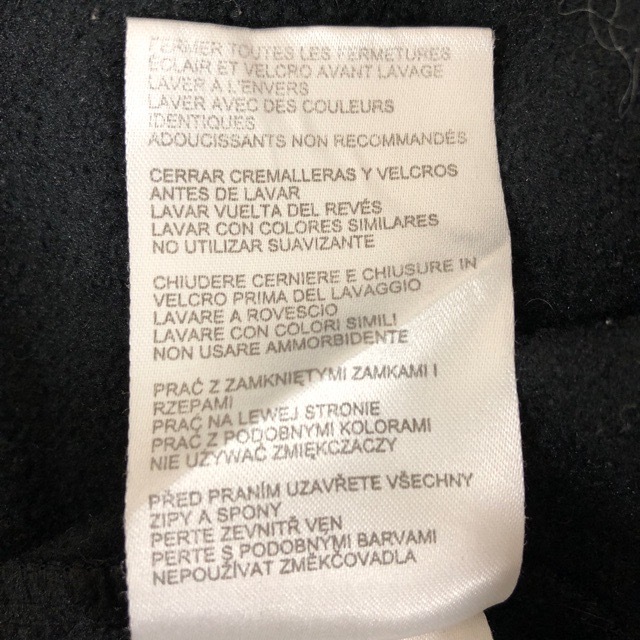 FERMER TOUTES LES FERMETURES
ÉCLAIR ET VELCRO AVANT LAVAGE
LAVER A L'ENVERS
LAVER AVEC DES COULEURS
IDENTIQUES
ADOUCISSANTS NON RECOMMANDÉS
CERRAR CREMALLERAS Y VELCROS
ANTES DE LAVAR
LAVAR VUELTA DEL REVÉS
LAVAR CON COLORES SIMILARES
NO UTILIZAR SUAVIZANTE
CHIUDERE CERNIERE E CHIUSURE IN
VELCRO PRIMA DEL LAVAGGIO
LAVARE A ROVESCIO
LAVARE CON COLORI SIMILI
NON USARE AMMORBIDENTE
PRAĆ Z ZAMKNIĘTYMI ZAMKAMI I
RZEPAMI
PRAĆ NA LEWEJ STRONIE
PRAĆ Z PODOBNYMI KOLORAMI
NIE UŻYWAĆ ZMIĘKCZACZY
PŘED PRANÍM UZAVŘETE VŠECHNY
ZIPY A SPONY
PERTE ZEVNITŘ VEN
PERTE S PODOBNÝMI BARVAMI
NEPOUŽÍVAT ZMĚKČOVADLA